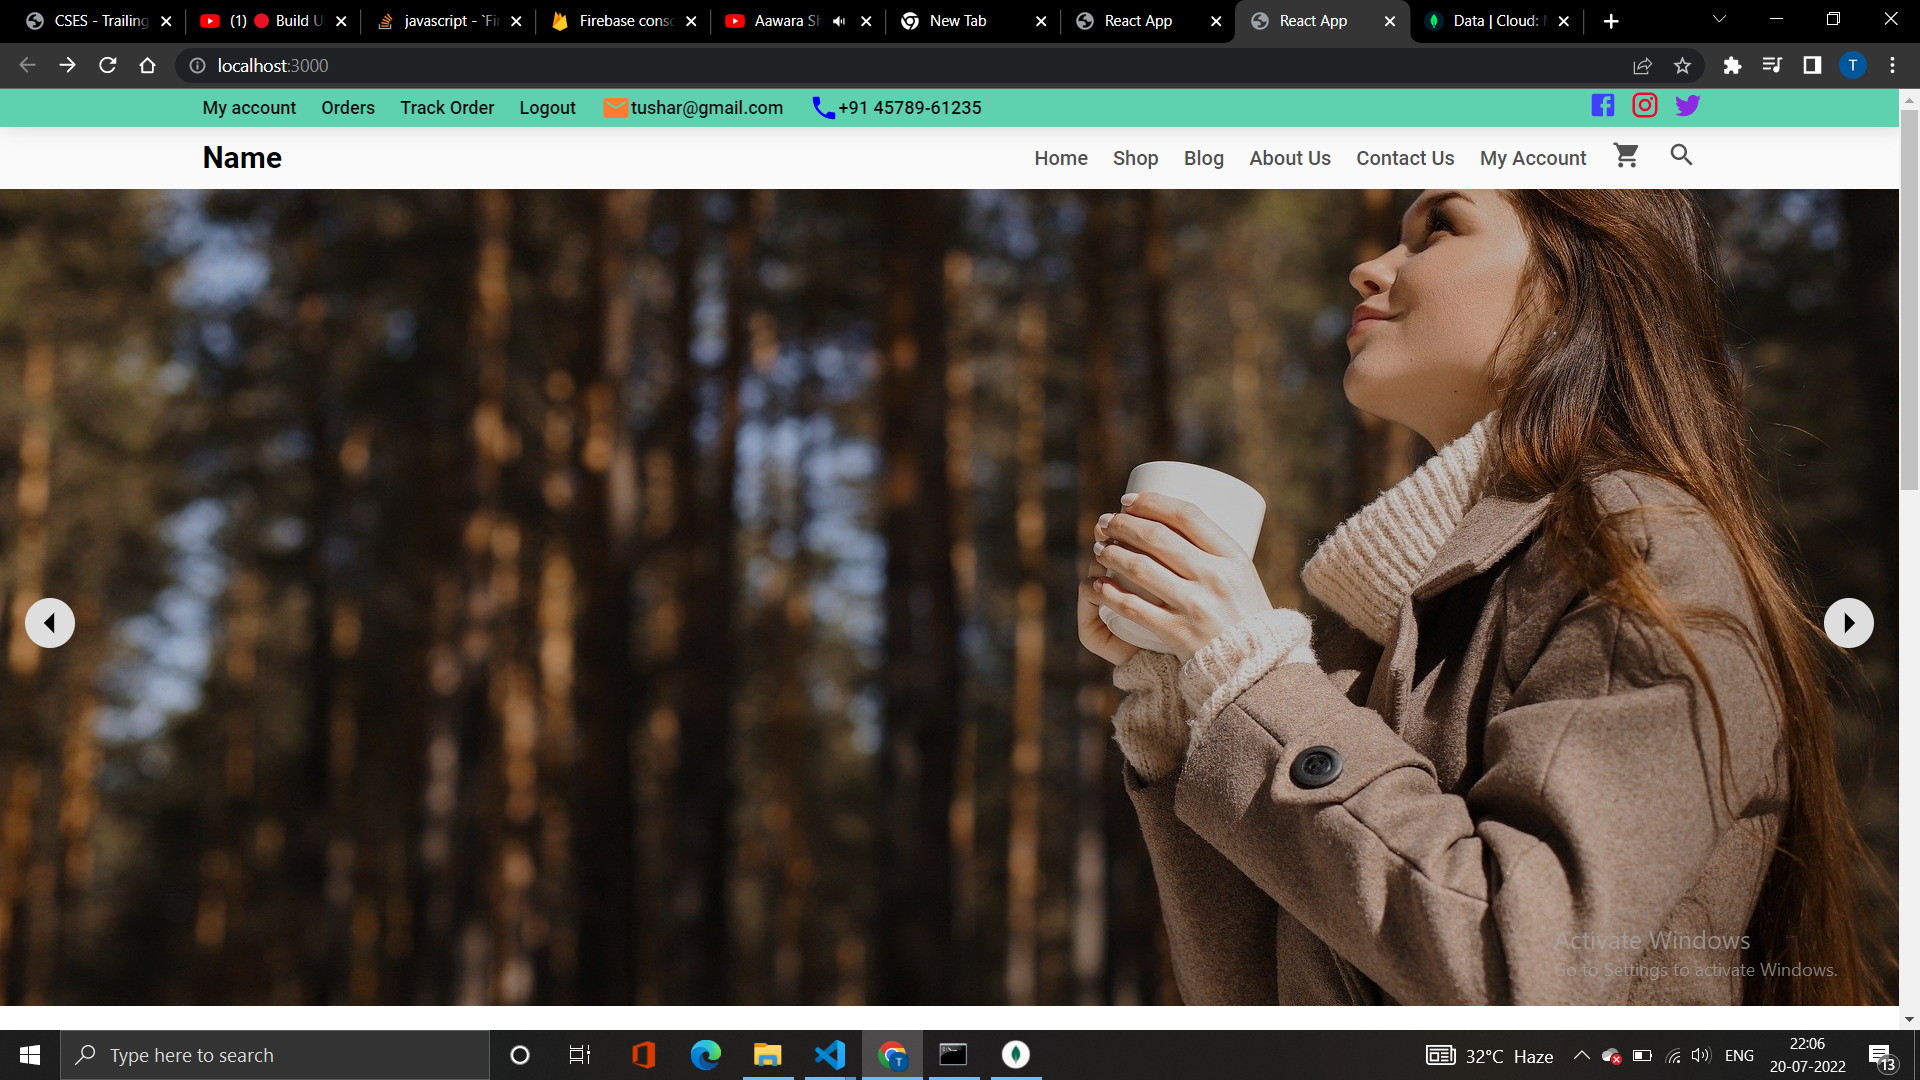 CSES - Trailing
(1) Build U
javascript - `Fir
Firebase conso
Aawara Sh
New Tab
React App
React App
Data | Cloud: M
localhost:3000
T
My account Orders Track Order Logout tushar@gmail.com +91 45789-61235
Name Home Shop Blog About Us Contact Us My Account
Activate Windows
Go to Settings to activate Windows.
Type here to search
T
32°C Haze
ENG
22:06
20-07-2022
13